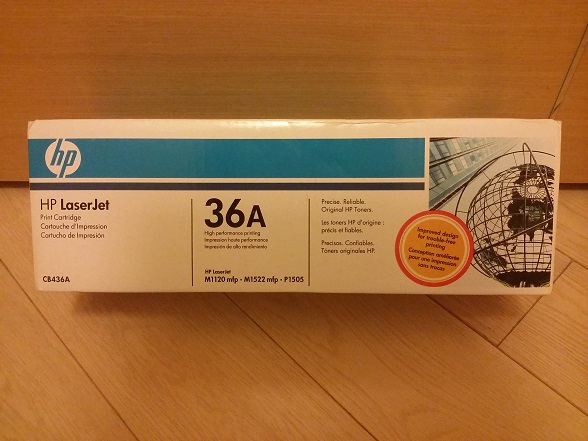 hp
HP LaserJet
Print Cartridge
Cartouche d'Impression
Cartucho de Impresión
CB436A
36A
High performance printing
Impression haute performance
Impresión de alto rendimiento
HP LaserJet
M1120 mfp • M1522 mfp • P1505
Precise. Reliable.
Original HP Toners.
Les toners d'origine HP :
précis et fiables.
Precisos. Confiables.
Toners originales HP.
Improved design
for trouble-free
printing
Conception améliorée
pour une impression
sans tracas